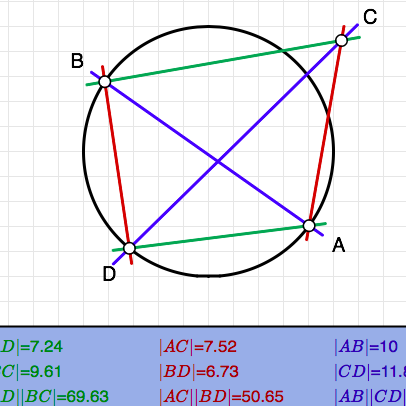 C
B
A
D
D|=7.24 |AC|=7.52 |AB|=10
C|=9.61 |BD|=6.73 |CD|=11.8
D||BC|=69.63 |AC||BD|=50.65 |AB||CD|